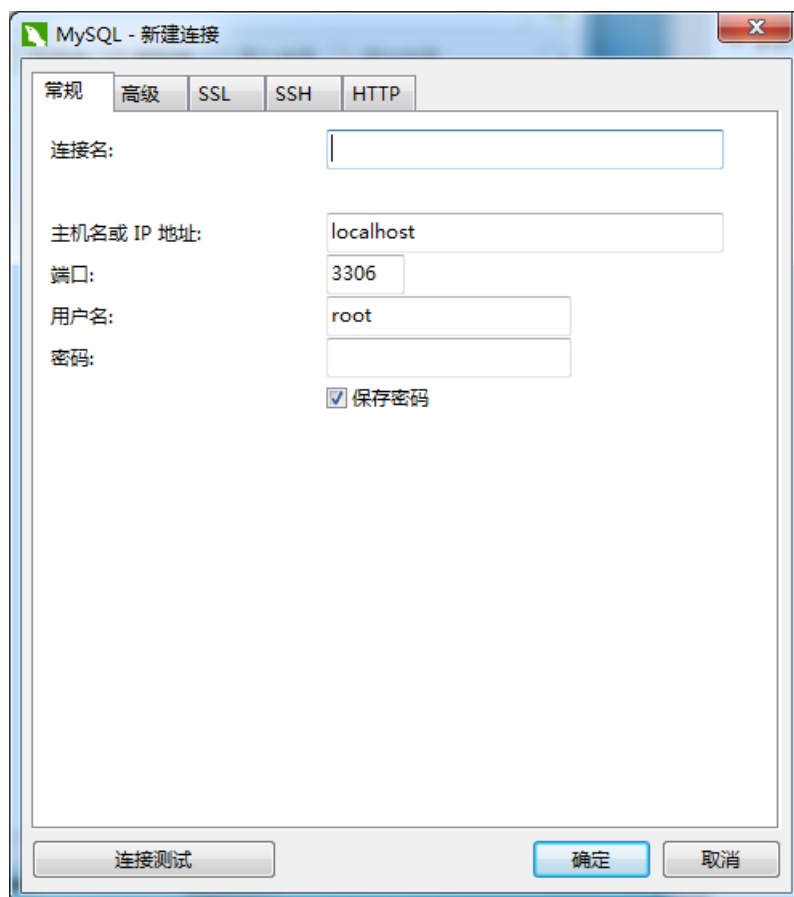 MySQL - 新建连接
常规 高级 SSL SSH HTTP
连接名:
主机名或 IP 地址: localhost
端口: 3306
用户名: root
密码:
保存密码
连接测试 确定 取消